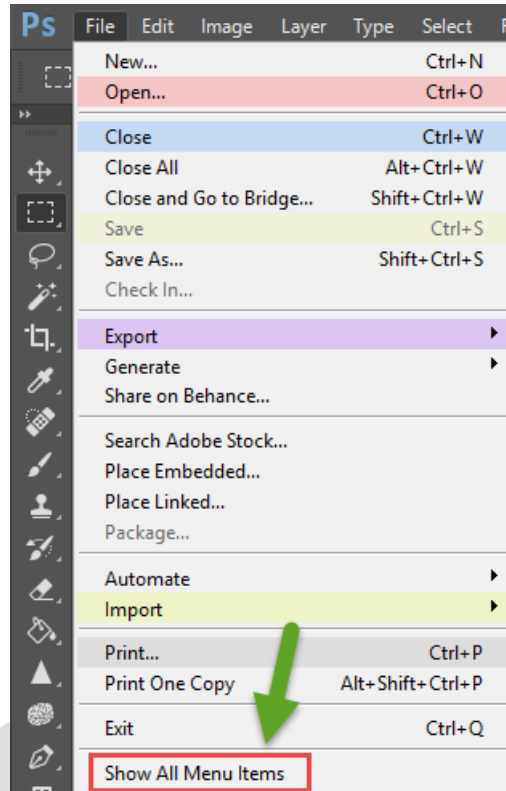 Ps File Edit Image Layer Type Select
New... Ctrl+N
Open... Ctrl+O
Close Ctrl+W
Close All Alt+Ctrl+W
Close and Go to Bridge... Shift+Ctrl+W
Save Ctrl+S
Save As... Shift+Ctrl+S
Check In...
Export
Generate
Share on Behance...
Search Adobe Stock...
Place Embedded...
Place Linked...
Package...
Automate
Import
Print... Ctrl+P
Print One Copy Alt+Shift+Ctrl+P
Exit Ctrl+Q
Show All Menu Items